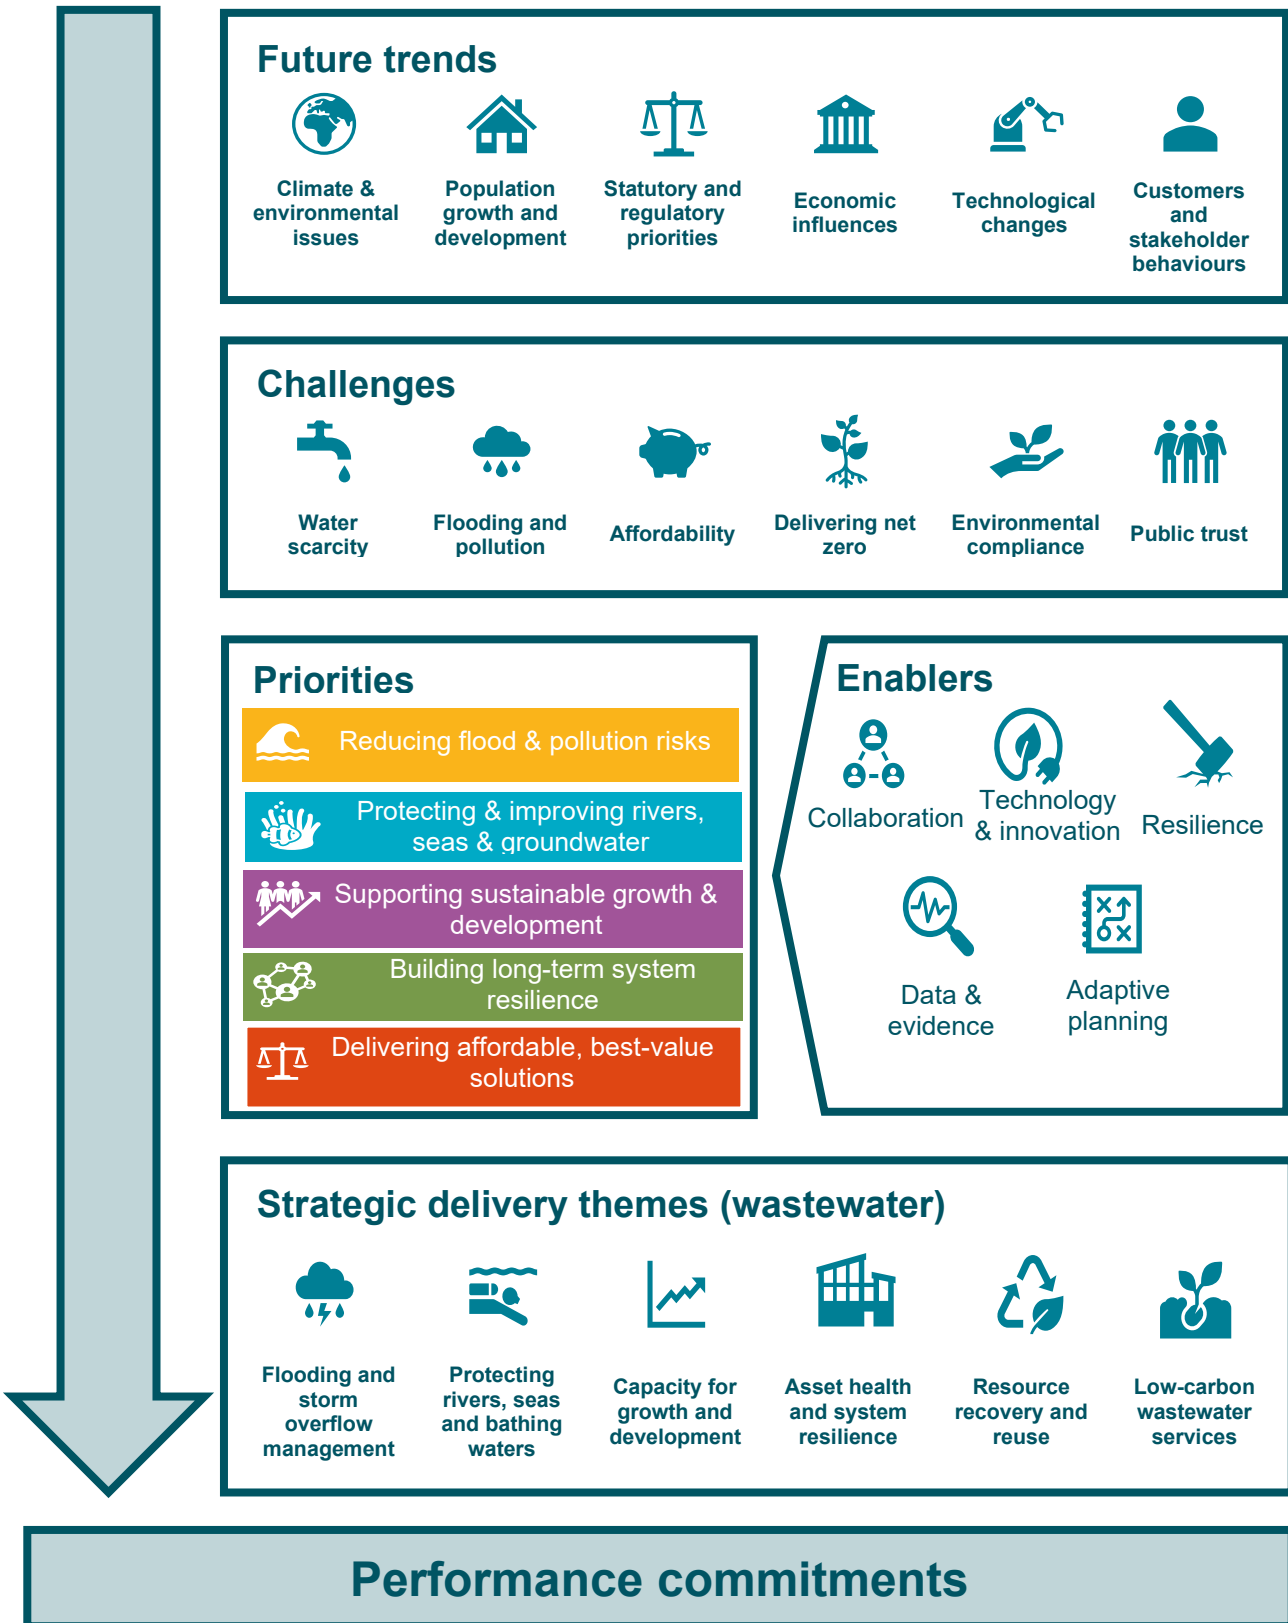 Future trends
Climate &
environmental
issues
Population
growth and
development
Statutory and
regulatory
priorities
Economic
influences
Technological
changes
Customers
and
stakeholder
behaviours
Challenges
Water
scarcity
Flooding and
pollution
Affordability
Delivering net
zero
Environmental
compliance
Public trust
Priorities
Reducing flood & pollution risks
Protecting & improving rivers,
seas & groundwater
Supporting sustainable growth &
development
Building long-term system
resilience
Delivering affordable, best-value
solutions
Enablers
Collaboration
Technology
& innovation
Resilience
Data &
evidence
Adaptive
planning
Strategic delivery themes (wastewater)
Flooding and
storm
overflow
management
Protecting
rivers, seas
and bathing
waters
Capacity for
growth and
development
Asset health
and system
resilience
Resource
recovery and
reuse
Low-carbon
wastewater
services
Performance commitments